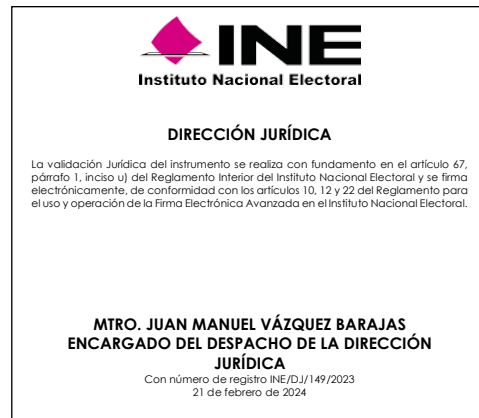 INE
Instituto Nacional Electoral
DIRECCIÓN JURÍDICA
La validación Jurídica del instrumento se realiza con fundamento en el artículo 67,
párrafo 1, inciso u) del Reglamento Interior del Instituto Nacional Electoral y se firma
electrónicamente, de conformidad con los artículos 10, 12 y 22 del Reglamento para
el uso y operación de la Firma Electrónica Avanzada en el Instituto Nacional Electoral.
MTRO. JUAN MANUEL VÁZQUEZ BARAJAS
ENCARGADO DEL DESPACHO DE LA DIRECCIÓN
JURÍDICA
Con número de registro INE/DJ/149/2023
21 de febrero de 2024